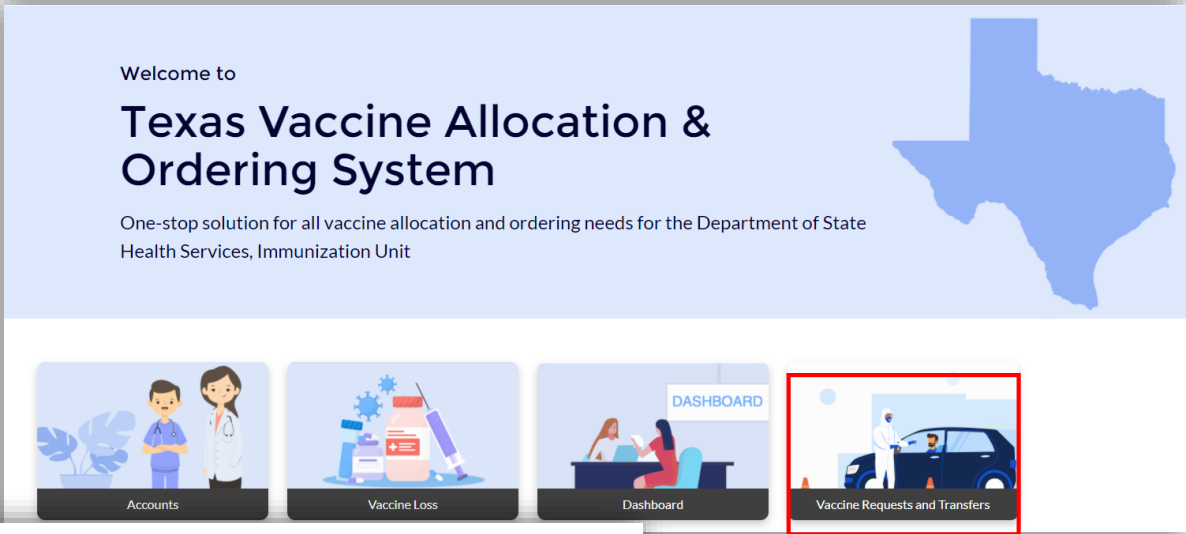 Welcome to
Texas Vaccine Allocation &
Ordering System
One-stop solution for all vaccine allocation and ordering needs for the Department of State
Health Services, Immunization Unit
DASHBOARD
Accounts
Vaccine Loss
Dashboard
Vaccine Requests and Transfers